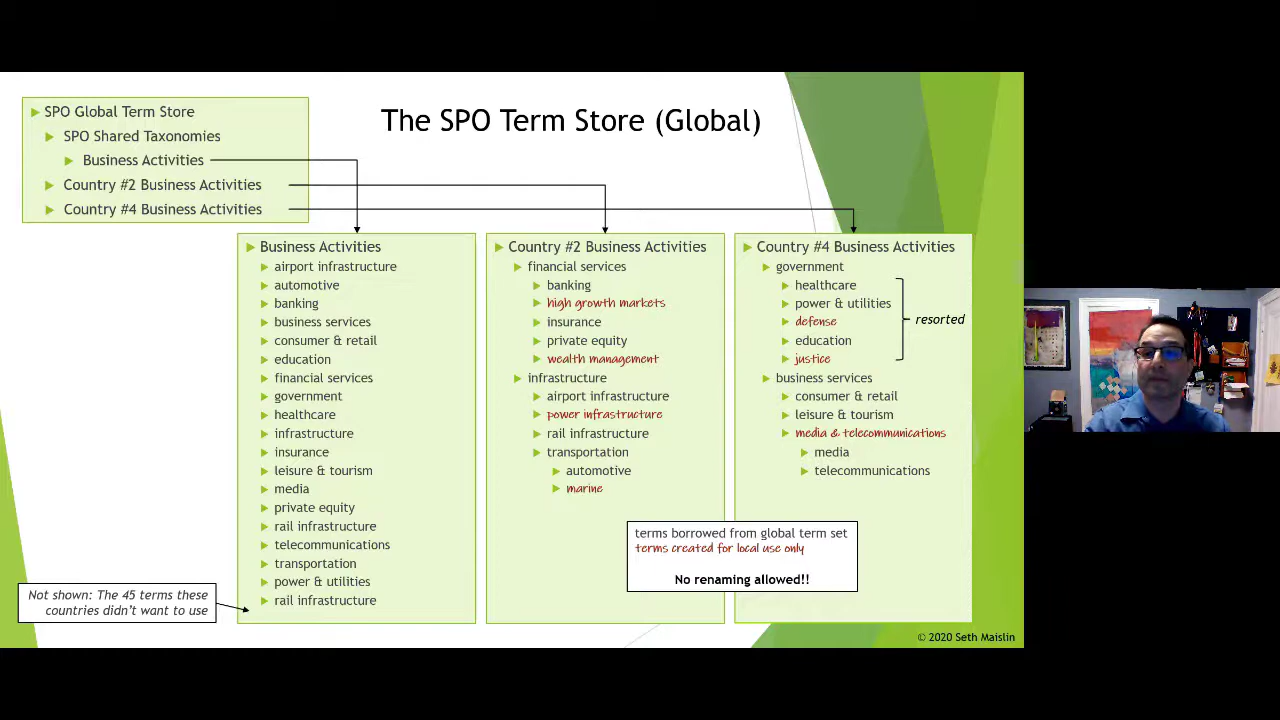 The SPO Term Store (Global)
SPO Global Term Store
SPO Shared Taxonomies
Business Activities
Country #2 Business Activities
Country #4 Business Activities
Business Activities
airport infrastructure
automotive
banking
business services
consumer & retail
education
financial services
government
healthcare
infrastructure
insurance
leisure & tourism
media
private equity
rail infrastructure
telecommunications
transportation
power & utilities
rail infrastructure
Country #2 Business Activities
financial services
banking
high growth markets
insurance
private equity
wealth management
infrastructure
airport infrastructure
power infrastructure
rail infrastructure
transportation
automotive
marine
Country #4 Business Activities
government
healthcare
power & utilities
defense
education
justice
resorted
business services
consumer & retail
leisure & tourism
media & telecommunications
media
telecommunications
terms borrowed from global term set
terms created for local use only
No renaming allowed!!
Not shown: The 45 terms these
countries didn't want to use
© 2020 Seth Maislin